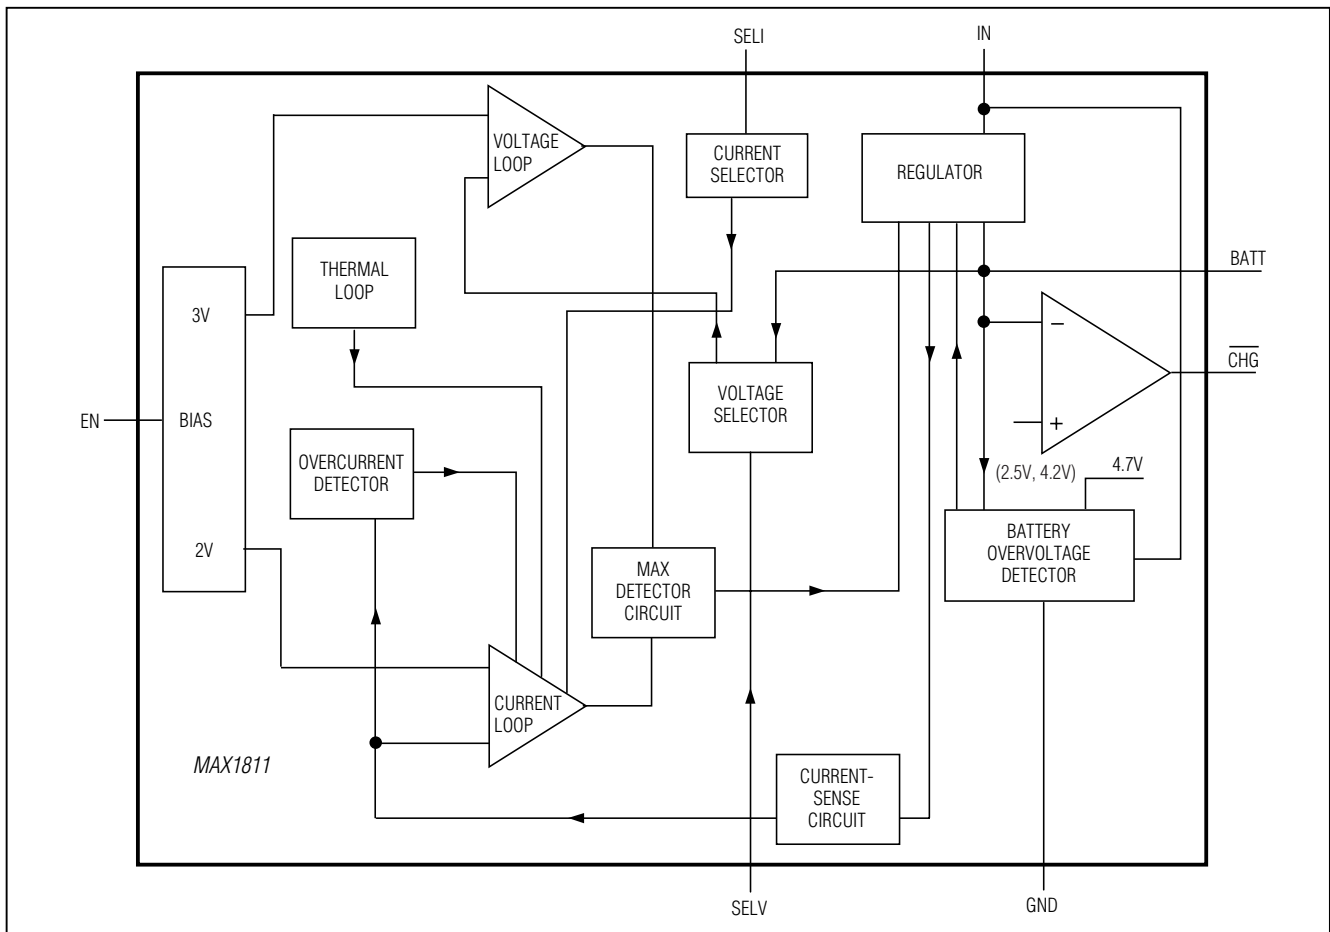 SELI
IN
VOLTAGE
LOOP
CURRENT
SELECTOR
REGULATOR
THERMAL
LOOP
BATT
3V
−
CHG
VOLTAGE
SELECTOR
EN
BIAS
+
OVERCURRENT
DETECTOR
(2.5V, 4.2V)
4.7V
2V
BATTERY
OVERVOLTAGE
DETECTOR
MAX
DETECTOR
CIRCUIT
CURRENT
LOOP
MAX1811
CURRENT-
SENSE
CIRCUIT
SELV
GND